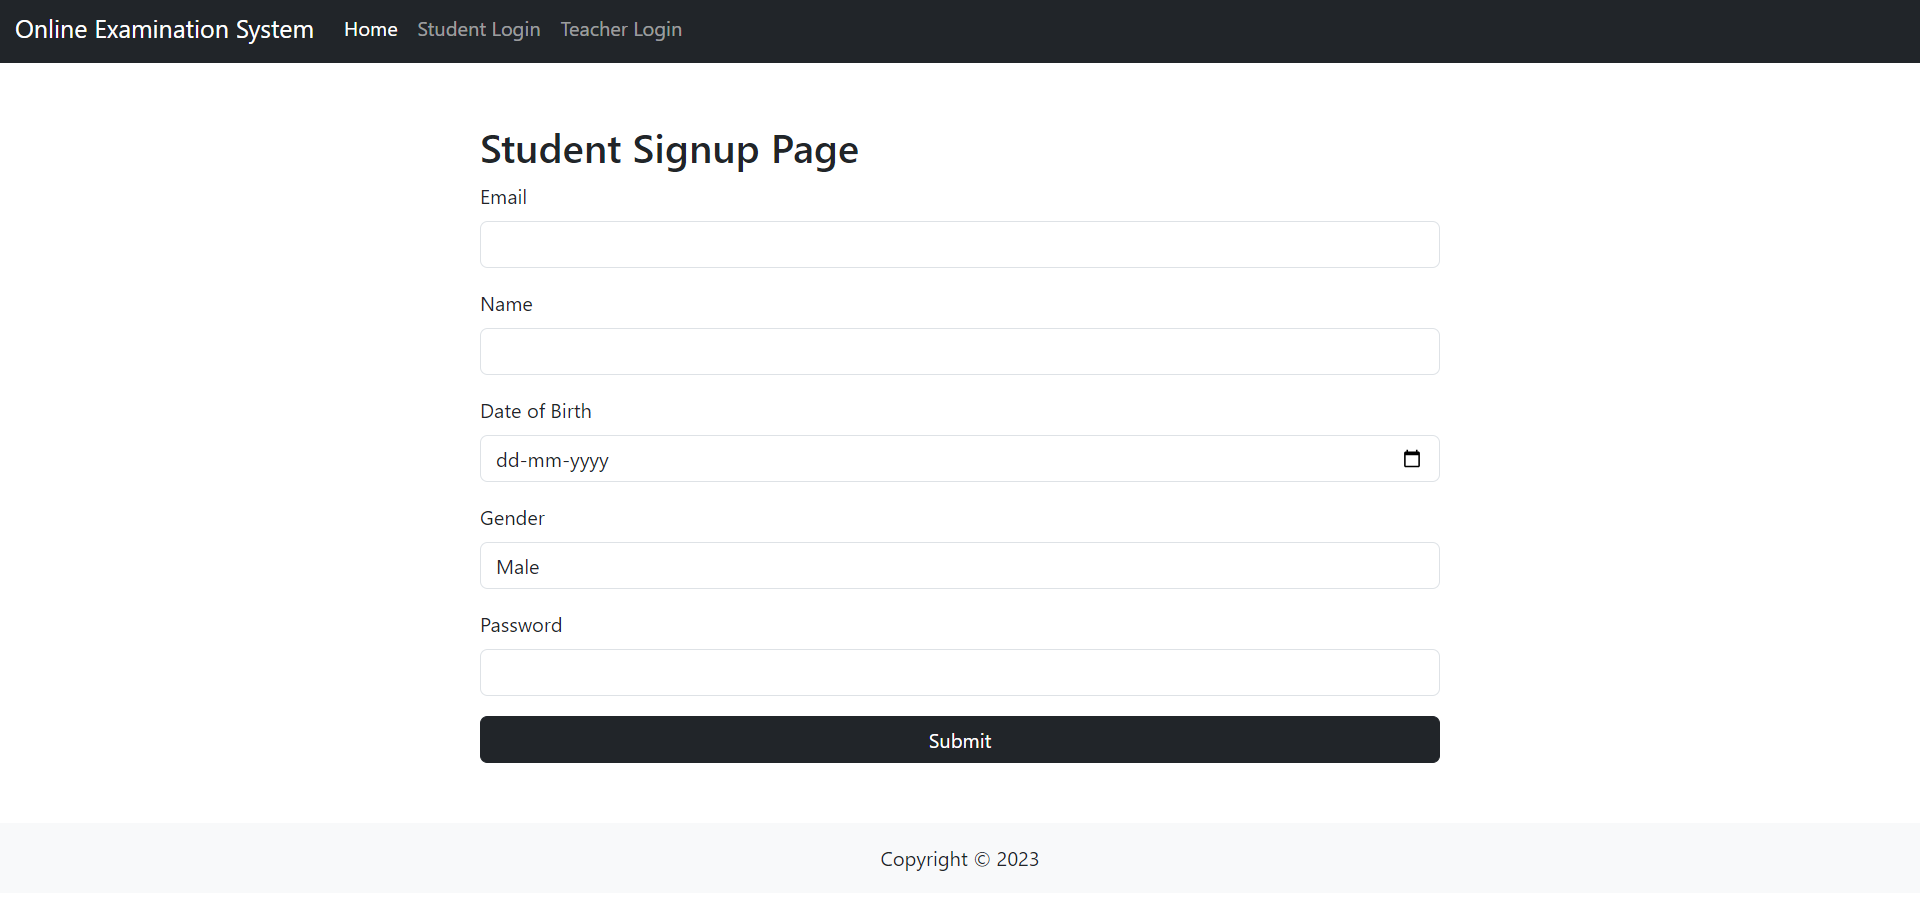 Online Examination System Home Student Login Teacher Login
Student Signup Page
Email
Name
Date of Birth
dd-mm-yyyy
Gender
Male
Password
Submit
Copyright © 2023